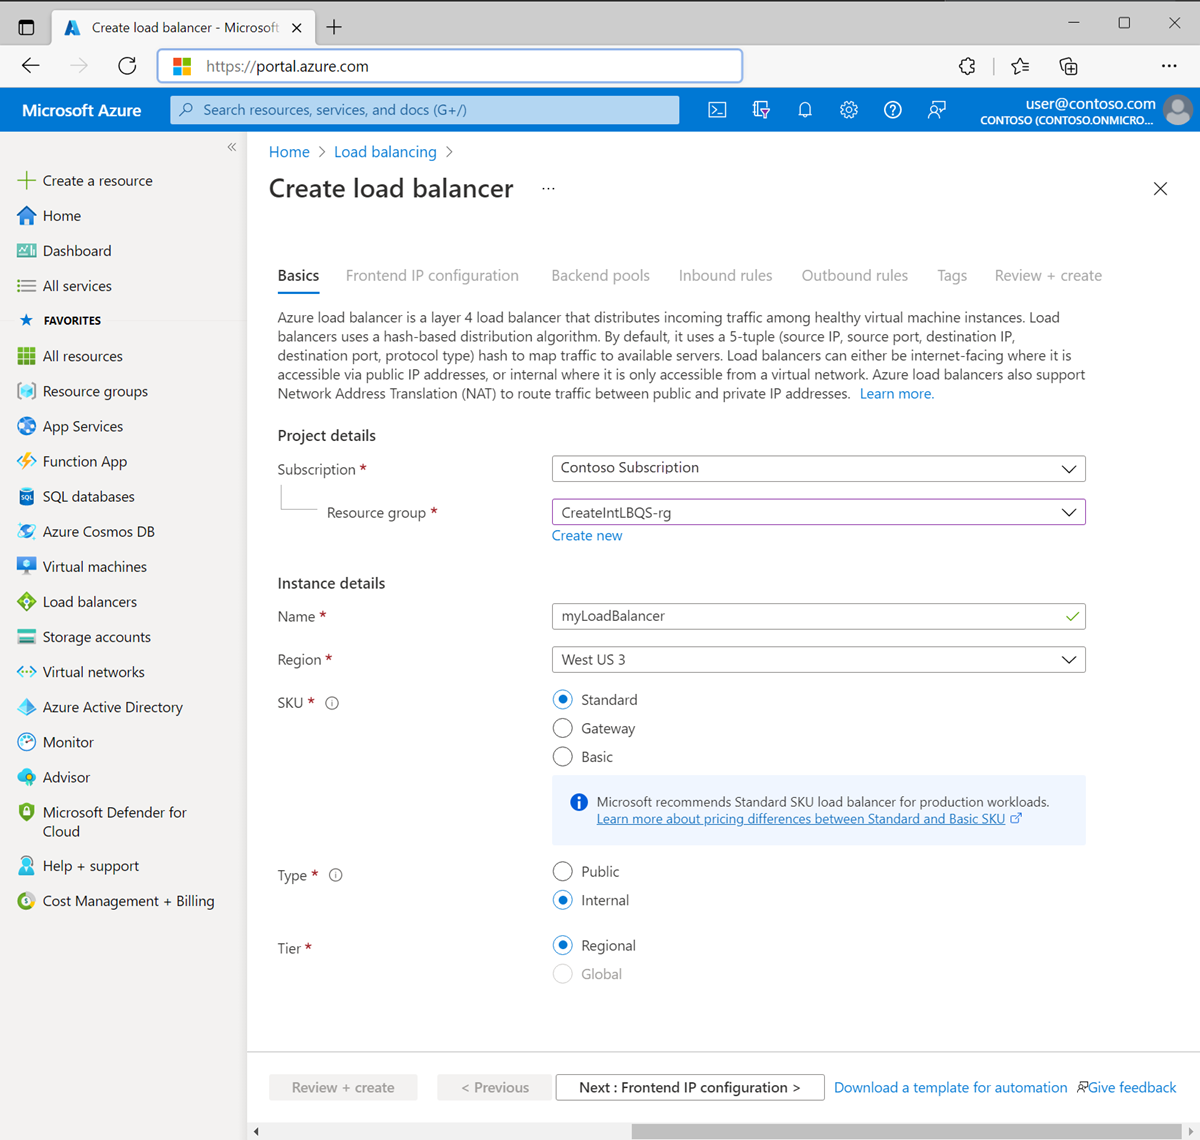 Create load balancer - Microsoft
https://portal.azure.com
Microsoft Azure
Search resources, services, and docs (G+/)
user@contoso.com
CONTOSO (CONTOSO.ONMICRO...
Create a resource
Home
Dashboard
All services
FAVORITES
All resources
Resource groups
App Services
Function App
SQL
SQL databases
Azure Cosmos DB
Virtual machines
Load balancers
Storage accounts
Virtual networks
Azure Active Directory
Monitor
Advisor
Microsoft Defender for
Cloud
Help + support
Cost Management + Billing
Home > Load balancing >
Create load balancer ...
Basics Frontend IP configuration Backend pools Inbound rules Outbound rules Tags Review + create
Azure load balancer is a layer 4 load balancer that distributes incoming traffic among healthy virtual machine instances. Load
balancers uses a hash-based distribution algorithm. By default, it uses a 5-tuple (source IP, source port, destination IP,
destination port, protocol type) hash to map traffic to available servers. Load balancers can either be internet-facing where it is
accessible via public IP addresses, or internal where it is only accessible from a virtual network. Azure load balancers also support
Network Address Translation (NAT) to route traffic between public and private IP addresses. Learn more.
Project details
Subscription * Contoso Subscription
Resource group * CreateIntLBQS-rg
Create new
Instance details
Name * myLoadBalancer
Region * West US 3
SKU * Standard
Gateway
Basic
Microsoft recommends Standard SKU load balancer for production workloads.
Learn more about pricing differences between Standard and Basic SKU
Type * Public
Internal
Tier * Regional
Global
Review + create < Previous Next : Frontend IP configuration > Download a template for automation Give feedback